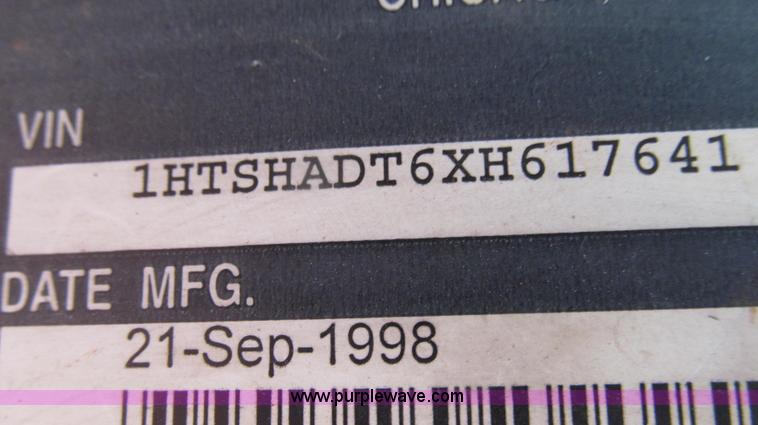 VIN
1HTSHADT6XH617641
DATE MFG.
21-Sep-1998
www.purplewave.com